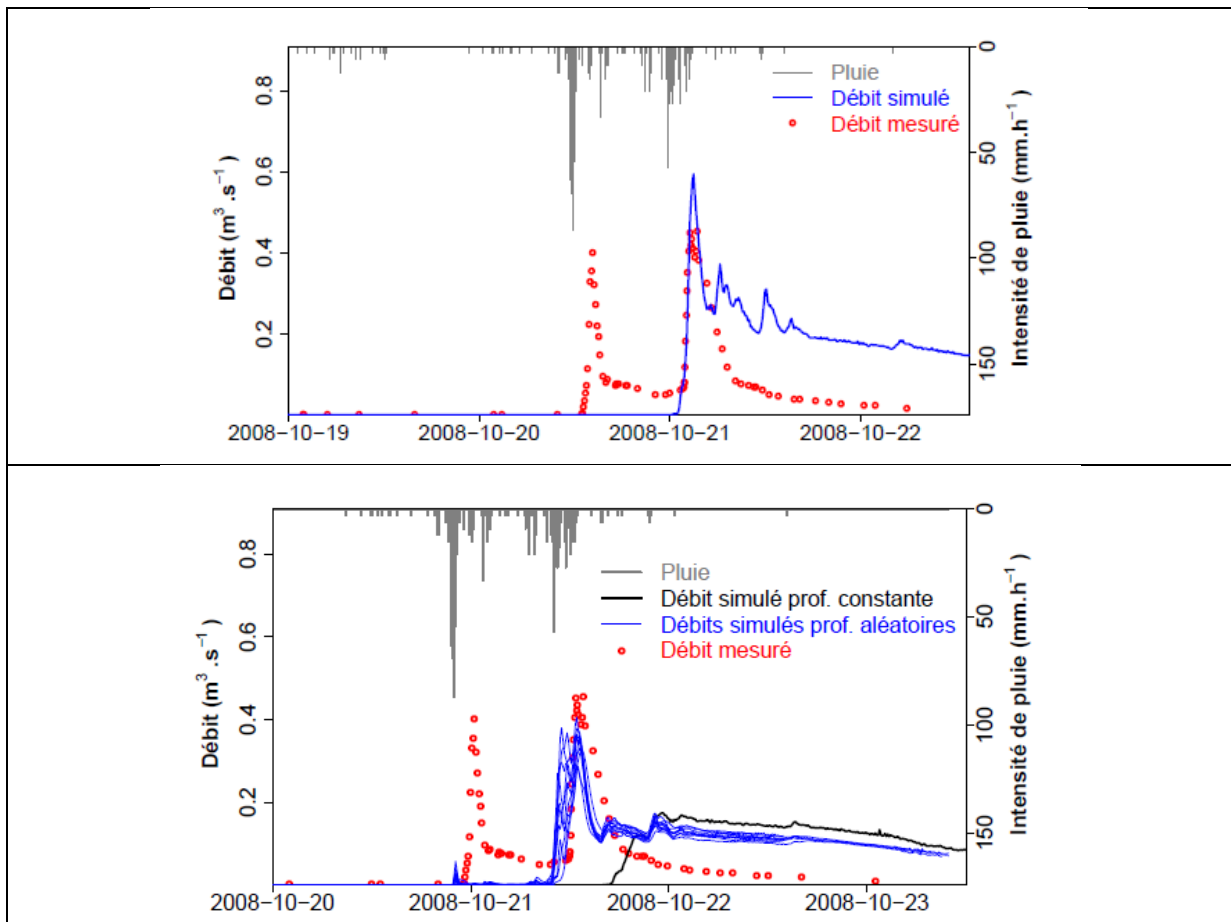 0
Pluie
Débit simulé
Débit mesuré
0.8
0.6
0.4
0.2
Débit (m³ .s⁻¹ )
50
100
150
Intensité de pluie (mm.h⁻¹)
2008−10−19
2008−10−20
2008−10−21
2008−10−22
0
Pluie
Débit simulé prof. constante
Débits simulés prof. aléatoires
Débit mesuré
0.8
0.6
0.4
0.2
Débit (m³ .s⁻¹ )
50
100
150
Intensité de pluie (mm.h⁻¹)
2008−10−20
2008−10−21
2008−10−22
2008−10−23